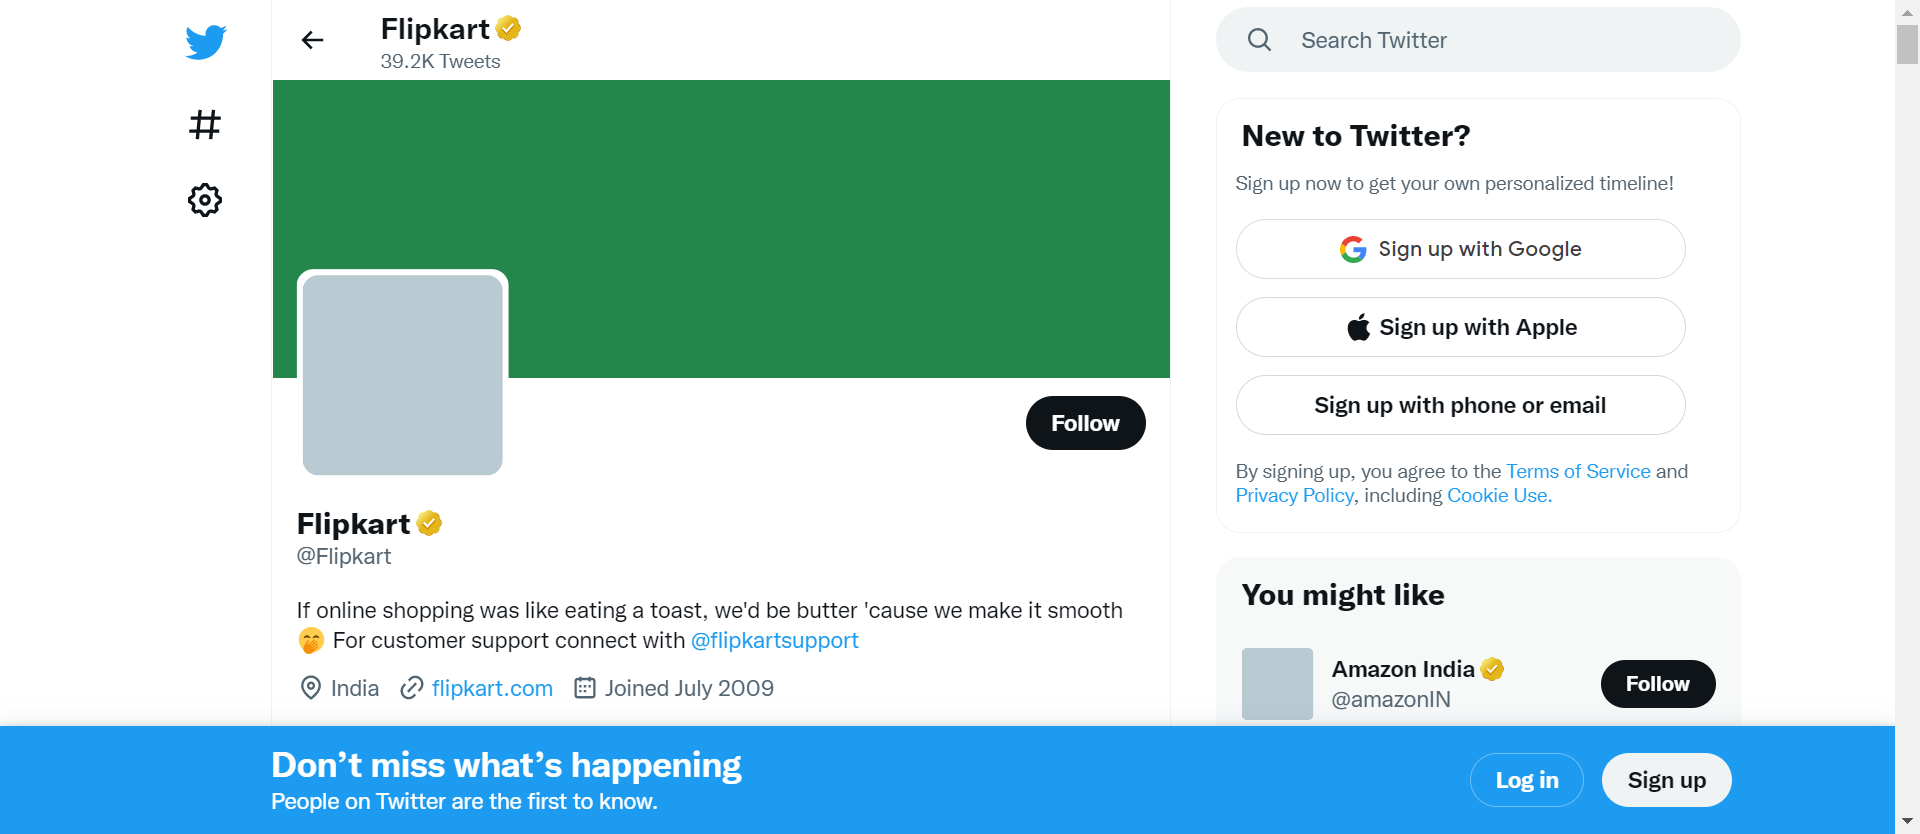 Flipkart
39.2K Tweets
Flipkart
@Flipkart
If online shopping was like eating a toast, we'd be butter 'cause we make it smooth
🤭 For customer support connect with @flipkartsupport
India flipkart.com Joined July 2009
Follow
Search Twitter
New to Twitter?
Sign up now to get your own personalized timeline!
Sign up with Google
Sign up with Apple
Sign up with phone or email
By signing up, you agree to the Terms of Service and
Privacy Policy, including Cookie Use.
You might like
Amazon India
@amazonIN
Follow
Don’t miss what’s happening
People on Twitter are the first to know.
Log in
Sign up